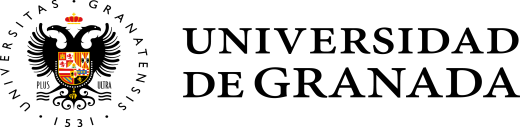 UNIVERSITAS · GRANATENSIS
· 1531 ·
PLUS ULTRA
UNIVERSIDAD
DE GRANADA